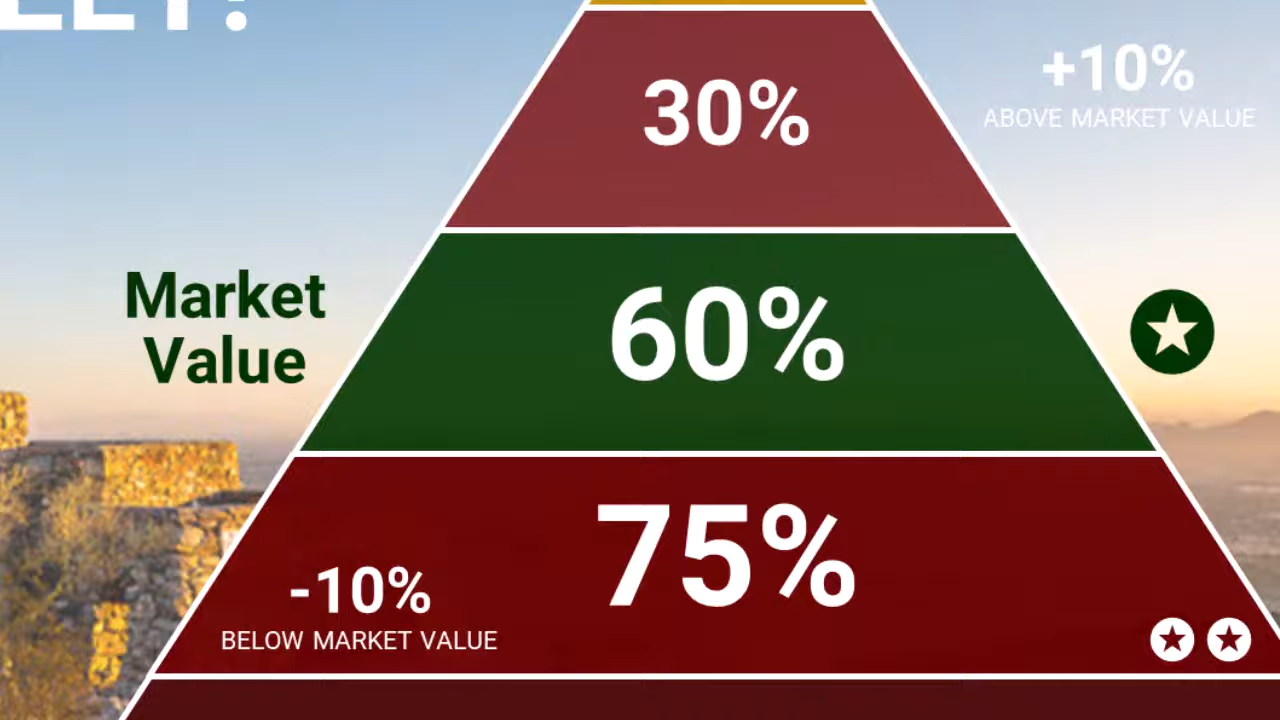 30%
+10%
ABOVE MARKET VALUE
Market
Value
60%
75%
-10%
BELOW MARKET VALUE